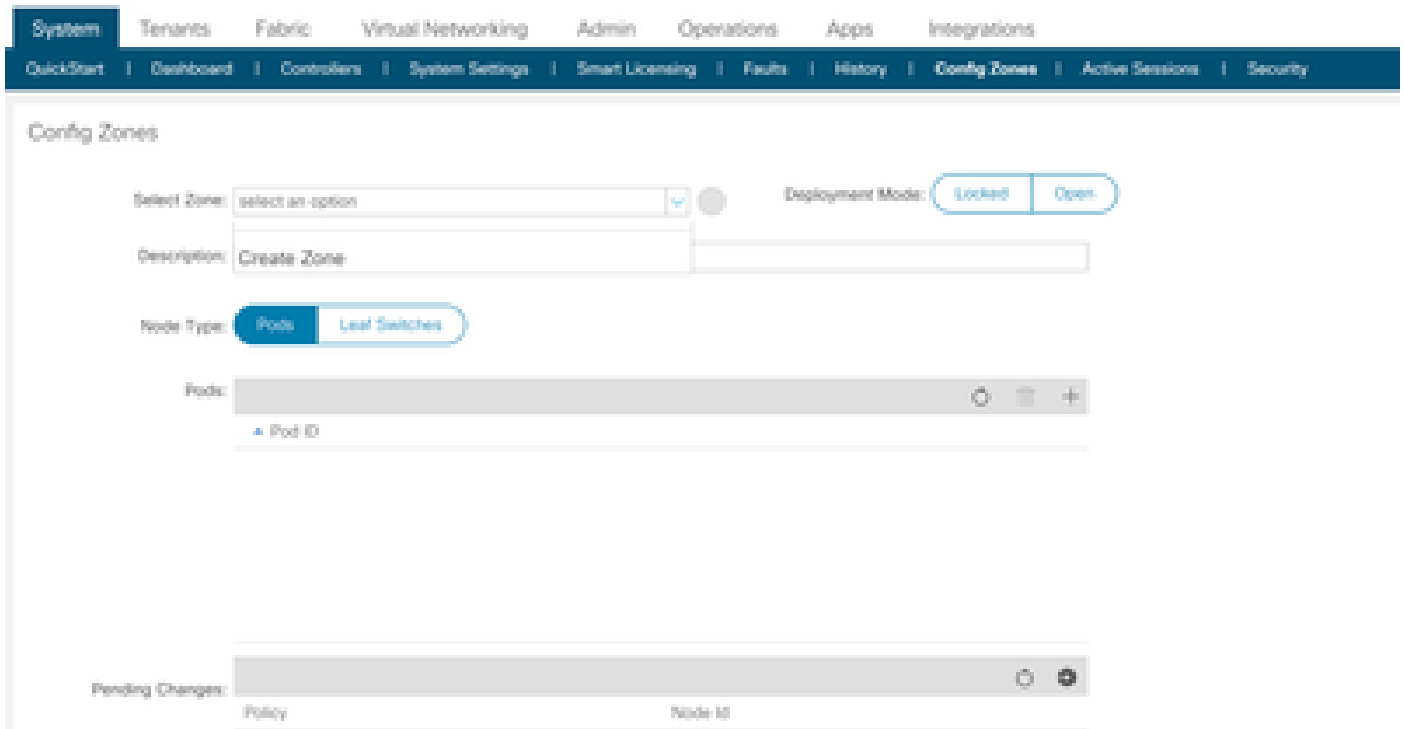 System Tenants Fabric Virtual Networking Admin Operations Apps Integrations
QuickStart | Dashboard | Controllers | System Settings | Smart Licensing | Faults | History | Config Zones | Active Sessions | Security
Config Zones
Select Zone: select an option Deployment Mode: Locked Open
Description: Create Zone
Node Type: Pods Leaf Switches
Pods:
Pod ID
Pending Changes:
Policy Node Id